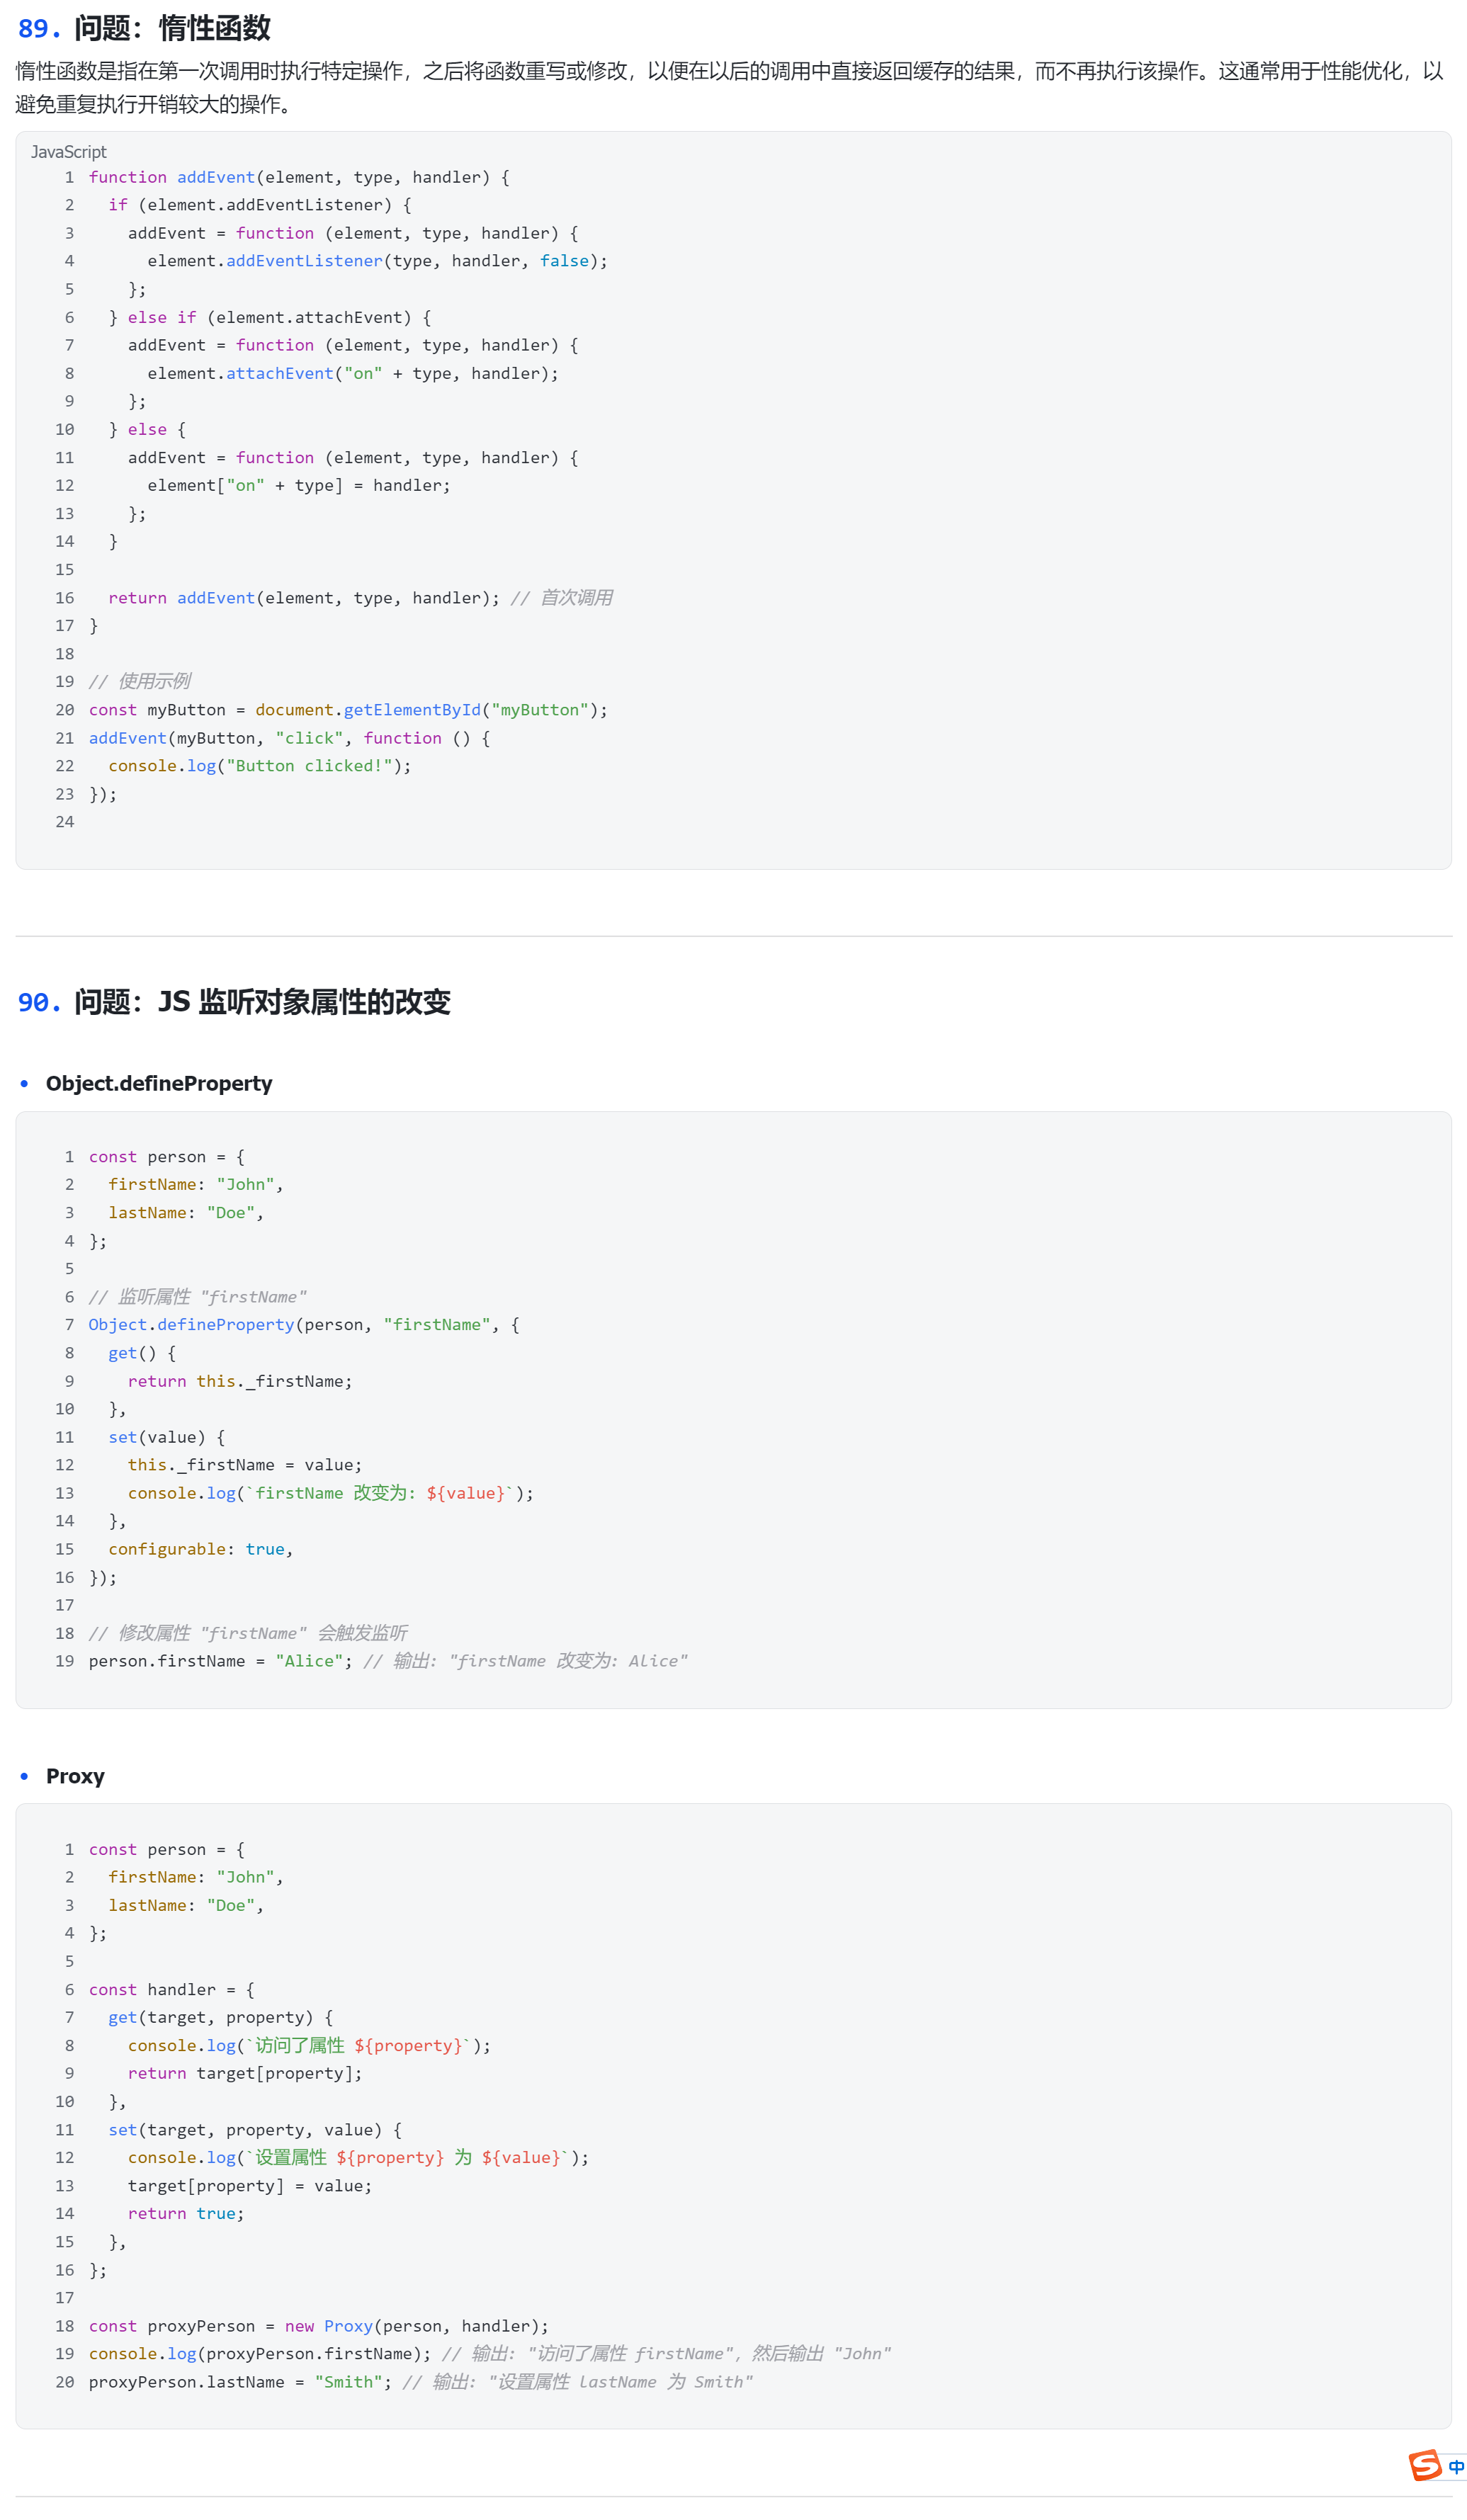 89. 问题：惰性函数
惰性函数是指在第一次调用时执行特定操作，之后将函数重写或修改，以便在以后的调用中直接返回缓存的结果，而不再执行该操作。这通常用于性能优化，以
避免重复执行开销较大的操作。
JavaScript
1 function addEvent(element, type, handler) {
2   if (element.addEventListener) {
3     addEvent = function (element, type, handler) {
4       element.addEventListener(type, handler, false);
5     };
6   } else if (element.attachEvent) {
7     addEvent = function (element, type, handler) {
8       element.attachEvent("on" + type, handler);
9     };
10   } else {
11     addEvent = function (element, type, handler) {
12       element["on" + type] = handler;
13     };
14   }
15
16   return addEvent(element, type, handler); // 首次调用
17 }
18
19 // 使用示例
20 const myButton = document.getElementById("myButton");
21 addEvent(myButton, "click", function () {
22   console.log("Button clicked!");
23 });
24
90. 问题：JS 监听对象属性的改变
• Object.defineProperty
1 const person = {
2   firstName: "John",
3   lastName: "Doe",
4 };
5
6 // 监听属性 "firstName"
7 Object.defineProperty(person, "firstName", {
8   get() {
9     return this._firstName;
10   },
11   set(value) {
12     this._firstName = value;
13     console.log(`firstName 改变为: ${value}`);
14   },
15   configurable: true,
16 });
17
18 // 修改属性 "firstName" 会触发监听
19 person.firstName = "Alice"; // 输出: "firstName 改变为: Alice"
• Proxy
1 const person = {
2   firstName: "John",
3   lastName: "Doe",
4 };
5
6 const handler = {
7   get(target, property) {
8     console.log(`访问了属性 ${property}`);
9     return target[property];
10   },
11   set(target, property, value) {
12     console.log(`设置属性 ${property} 为 ${value}`);
13     target[property] = value;
14     return true;
15   },
16 };
17
18 const proxyPerson = new Proxy(person, handler);
19 console.log(proxyPerson.firstName); // 输出: "访问了属性 firstName"，然后输出 "John"
20 proxyPerson.lastName = "Smith"; // 输出: "设置属性 lastName 为 Smith"
S 中